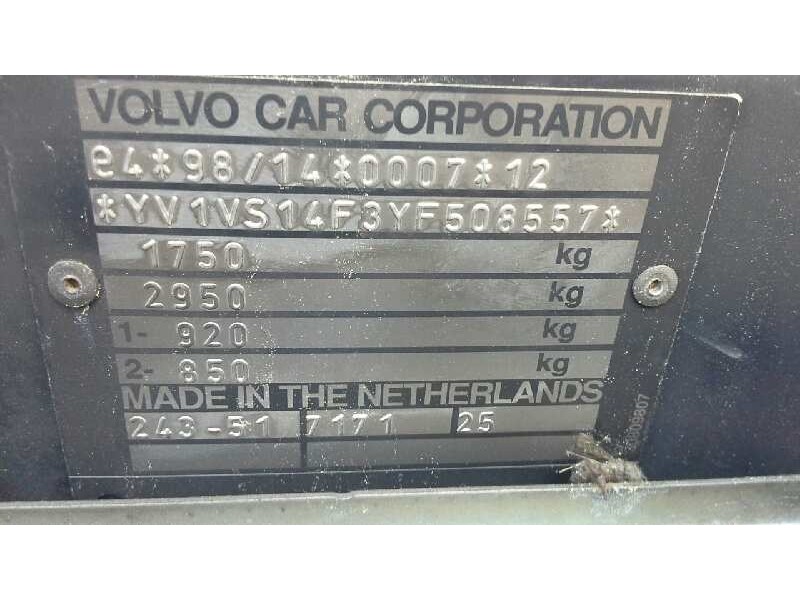 VOLVO CAR CORPORATION
e4*98/14*0007*12
*YV1VS14F3YF508557*
1750 kg
2950 kg
1- 920 kg
2- 850 kg
MADE IN THE NETHERLANDS
243-51 7171 25